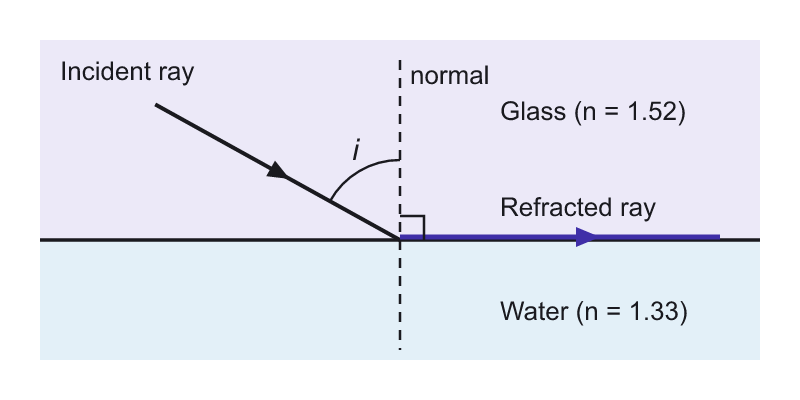 Incident ray
normal
Glass (n = 1.52)
i
Refracted ray
Water (n = 1.33)